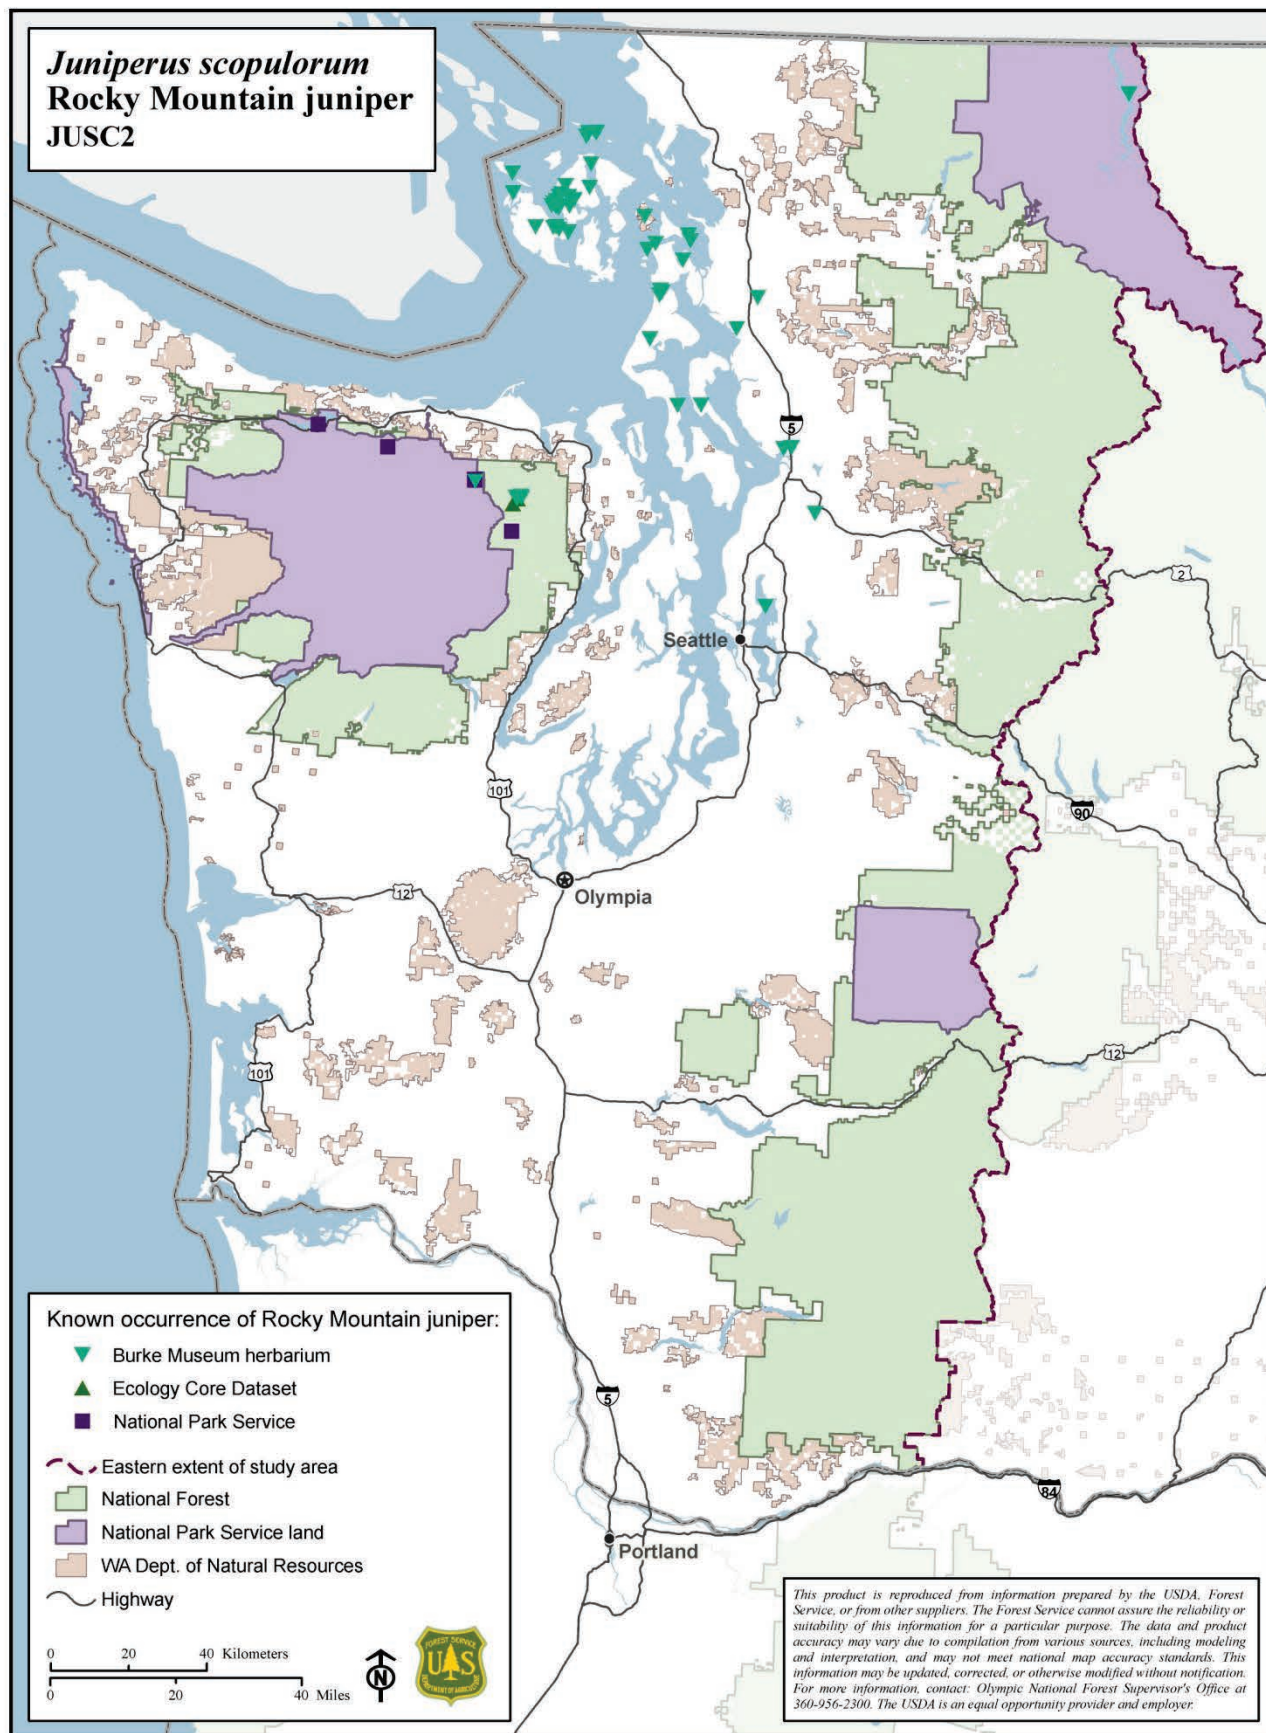 Juniperus scopulorum
Rocky Mountain juniper
JUSC2
5
2
Seattle
101
90
12
Olympia
101
12
5
84
Portland
Known occurrence of Rocky Mountain juniper:
Burke Museum herbarium
Ecology Core Dataset
National Park Service
Eastern extent of study area
National Forest
National Park Service land
WA Dept. of Natural Resources
Highway
0 20 40 Kilometers
0 20 40 Miles
N
FOREST SERVICE
U S
DEPARTMENT OF AGRICULTURE
This product is reproduced from information prepared by the USDA, Forest
Service, or from other suppliers. The Forest Service cannot assure the reliability or
suitability of this information for a particular purpose. The data and product
accuracy may vary due to compilation from various sources, including modeling
and interpretation, and may not meet national map accuracy standards. This
information may be updated, corrected, or otherwise modified without notification.
For more information, contact: Olympic National Forest Supervisor's Office at
360-956-2300. The USDA is an equal opportunity provider and employer.